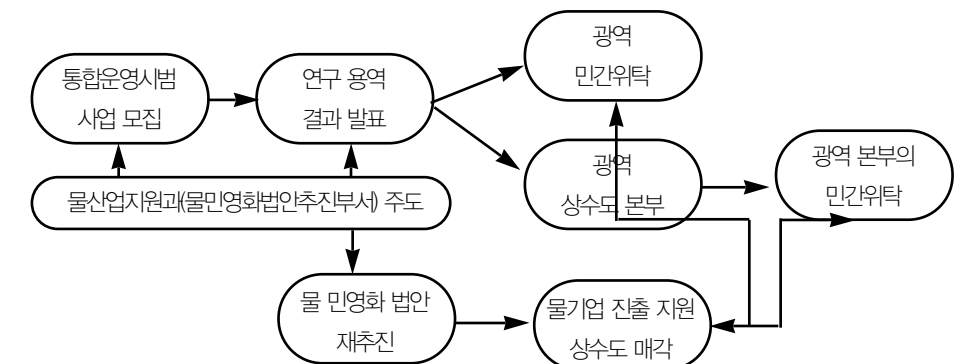 통합운영시범
사업 모집
연구 용역
결과 발표
광역
민간위탁
광역
상수도 본부
광역 본부의
민간위탁
물산업지원과(물민영화법안추진부서) 주도
물 민영화 법안
재추진
물기업 진출 지원
상수도 매각